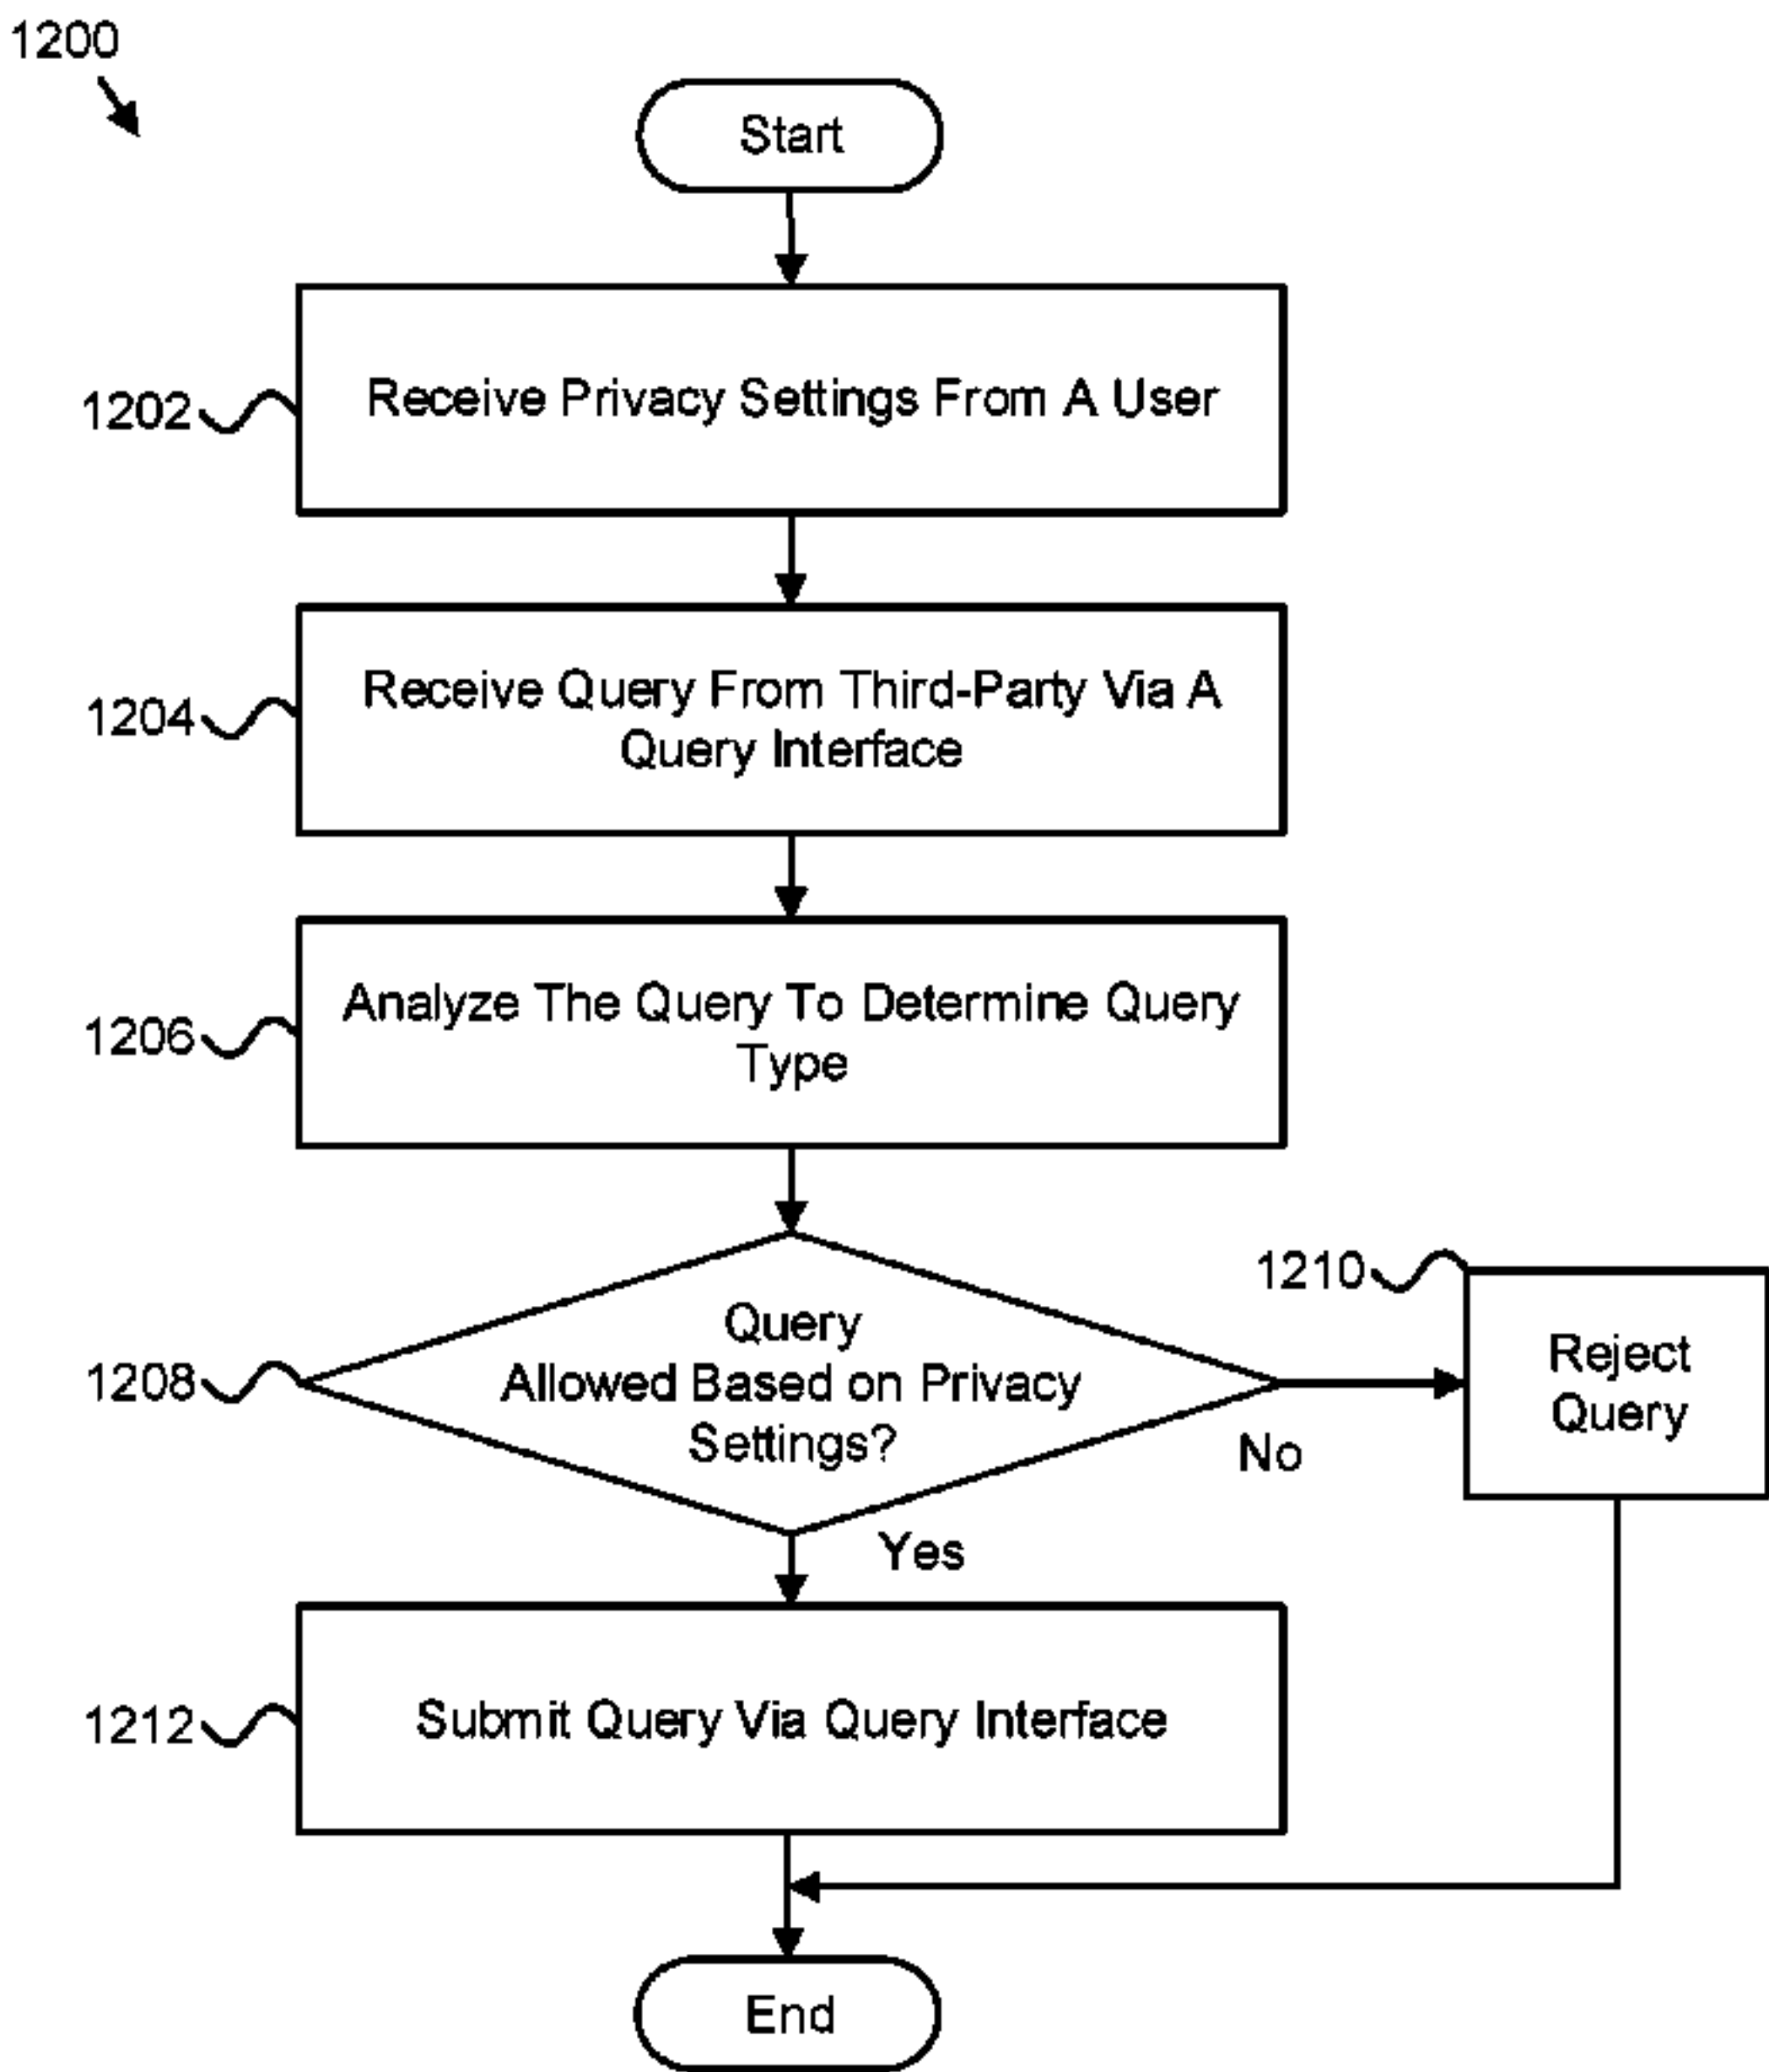 1200
Start
1202
Receive Privacy Settings From A User
1204
Receive Query From Third-Party Via A
Query Interface
1206
Analyze The Query To Determine Query
Type
1208
Query
Allowed Based on Privacy
Settings?
No
1210
Reject
Query
Yes
1212
Submit Query Via Query Interface
End